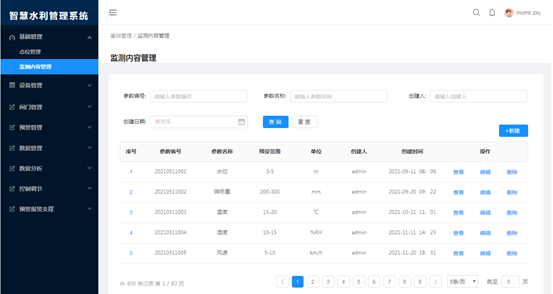 智慧水利管理系统
momo.zxy
基础管理
点位管理
监测内容管理
设备管理
闸门管理
预警管理
数据管理
数据分析
控制调节
预警报警支撑
基础管理 / 监测内容管理
监测内容管理
参数编号: 请输入参数编号 参数名称: 请输入参数名称 创建人: 请输入创建人
创建日期: 请选择 查 询 重 置
+新建
序号 参数编号 参数名称 预设范围 单位 创建人 创建时间 操作
1 20210511001 水位 3-5 m admin 2021-09-11 08: 06 查看 编辑 删除
2 20210511002 降雨量 200-300 mm admin 2021-09-20 09: 22 查看 编辑 删除
3 20210511003 温度 15-20 ℃ admin 2021-10-11 11: 01 查看 编辑 删除
4 20210511004 湿度 10-15 %RH admin 2021-11-11 14: 25 查看 编辑 删除
5 20210511005 风速 5-10 km/h admin 2021-11-20 18: 31 查看 编辑 删除
共 400 条记录 第 1 / 80 页 1 2 3 4 5 6 7 8 9 5条/页 跳至 5 页